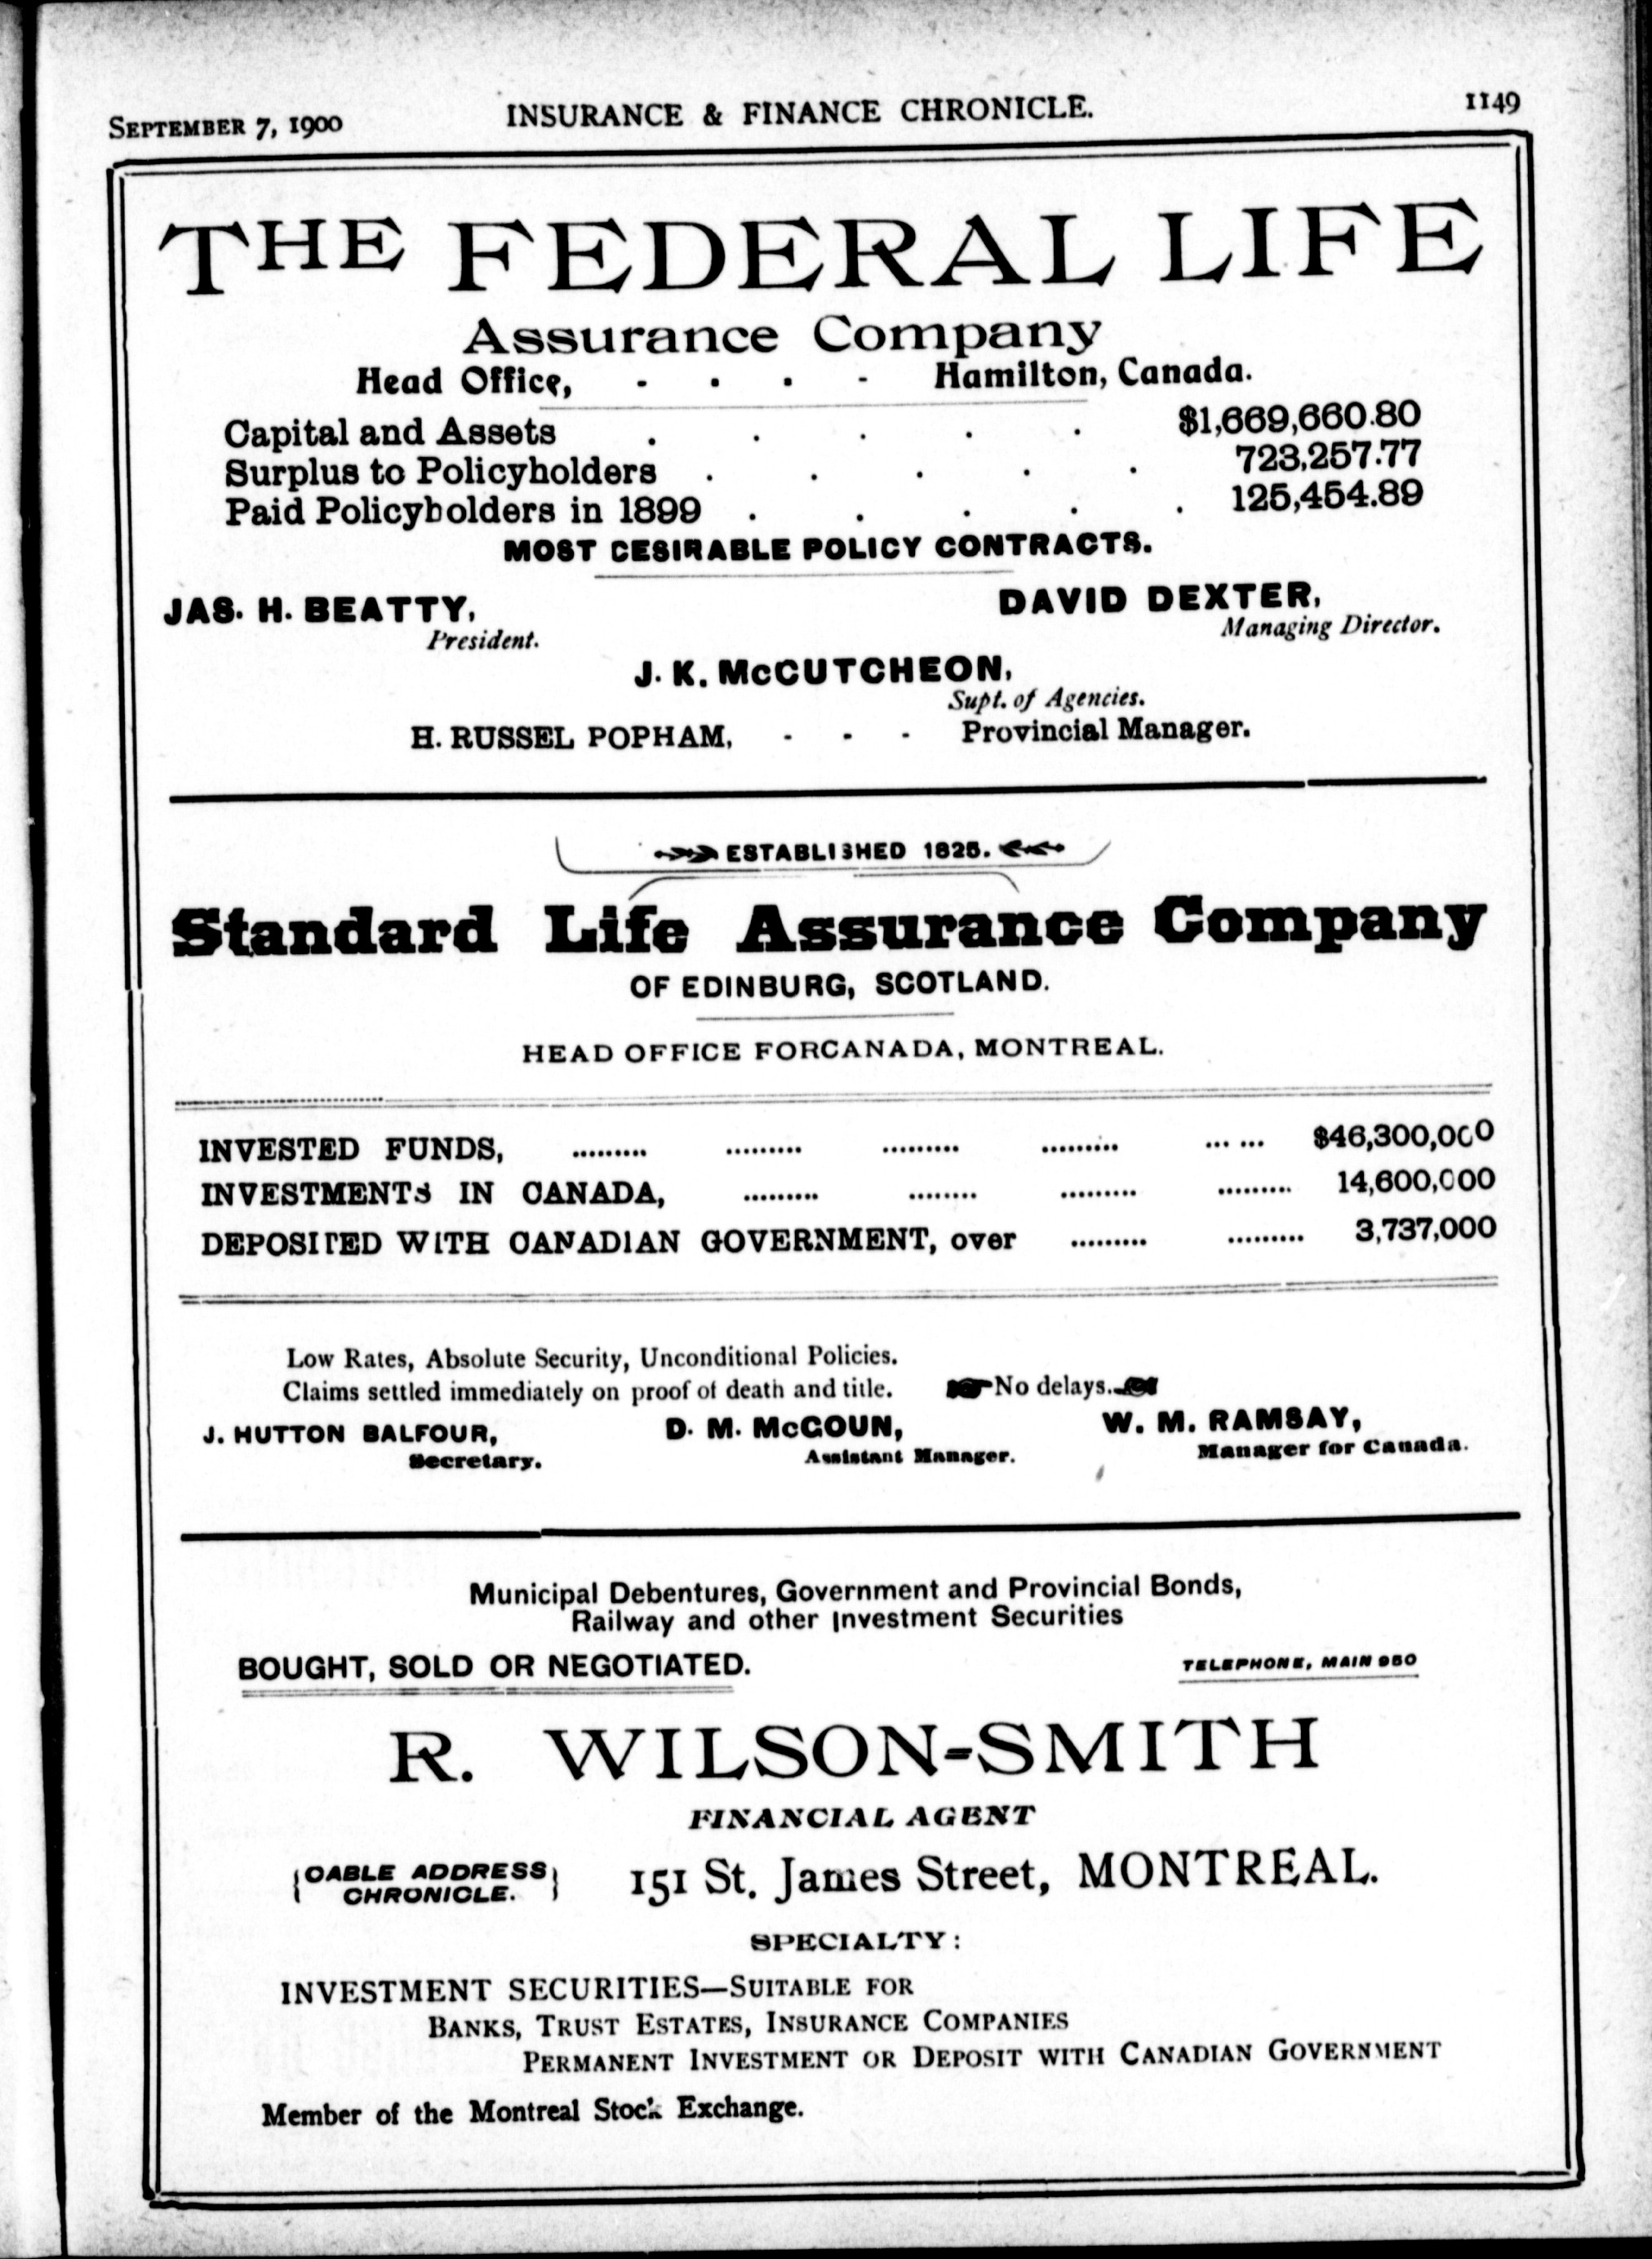 SEPTEMBER 7, 1900 INSURANCE & FINANCE CHRONICLE. 1149
THE FEDERAL LIFE
Assurance Company
Head Office, - - - - Hamilton, Canada.
Capital and Assets . . . . . $1,669,660.80
Surplus to Policyholders . . . . . 723,257.77
Paid Policyholders in 1899 . . . . . 125,454.89
MOST DESIRABLE POLICY CONTRACTS.
JAS. H. BEATTY, DAVID DEXTER,
President. Managing Director.
J. K. McCUTCHEON,
Supt. of Agencies.
H. RUSSEL POPHAM, - - - Provincial Manager.
ESTABLISHED 1825.
Standard Life Assurance Company
OF EDINBURG, SCOTLAND.
HEAD OFFICE FORCANADA, MONTREAL.
INVESTED FUNDS, ......... ......... ......... ......... ... ... $46,300,000
INVESTMENTS IN CANADA, ......... ........ ......... ......... 14,600,000
DEPOSITED WITH CANADIAN GOVERNMENT, over ......... ......... 3,737,000
Low Rates, Absolute Security, Unconditional Policies.
Claims settled immediately on proof of death and title. No delays.
J. HUTTON BALFOUR, D. M. McGOUN, W. M. RAMSAY,
Secretary. Assistant Manager. Manager for Canada.
Municipal Debentures, Government and Provincial Bonds,
Railway and other Investment Securities
BOUGHT, SOLD OR NEGOTIATED. TELEPHONE, MAIN 950
R. WILSON-SMITH
FINANCIAL AGENT
CABLE ADDRESS
CHRONICLE.
151 St. James Street, MONTREAL.
SPECIALTY:
INVESTMENT SECURITIES—SUITABLE FOR
BANKS, TRUST ESTATES, INSURANCE COMPANIES
PERMANENT INVESTMENT OR DEPOSIT WITH CANADIAN GOVERNMENT
Member of the Montreal Stock Exchange.